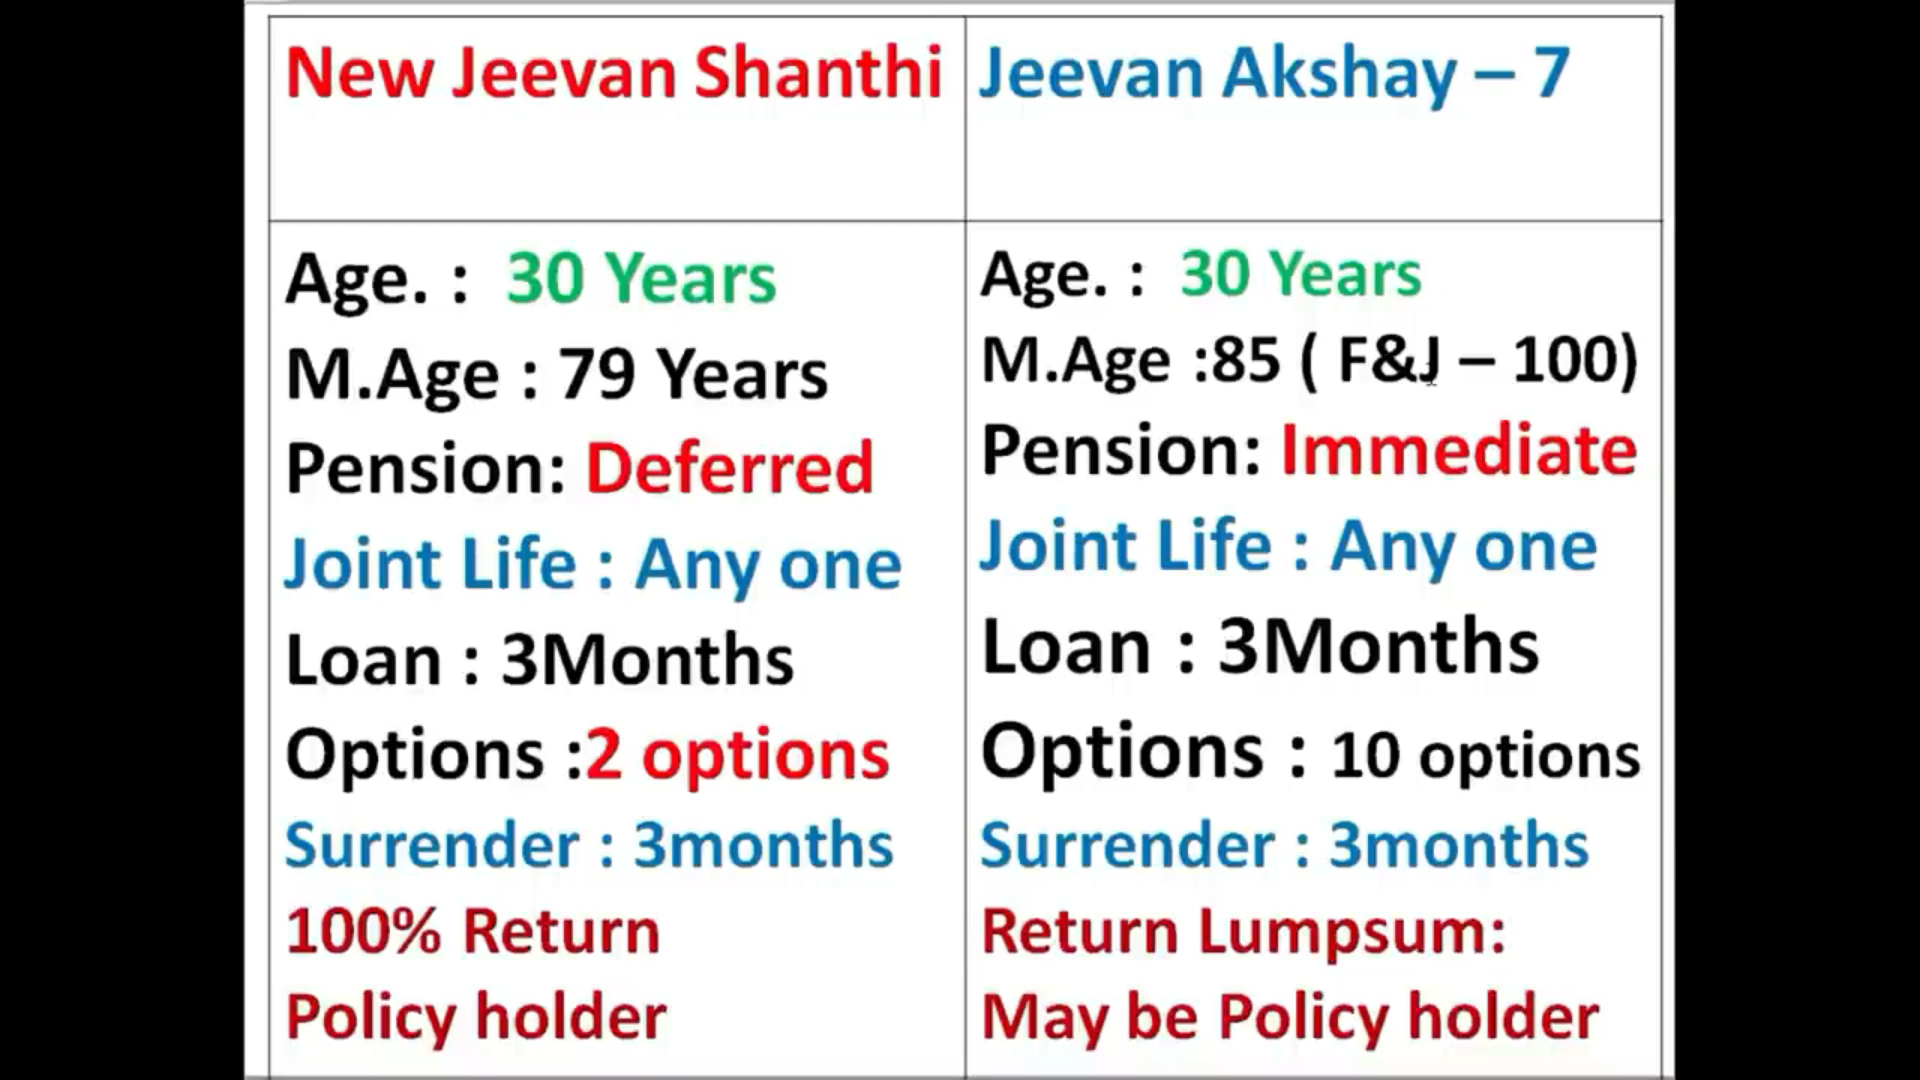 New Jeevan Shanthi
Jeevan Akshay – 7
Age. : 30 Years
M.Age : 79 Years
Pension: Deferred
Joint Life : Any one
Loan : 3Months
Options :2 options
Surrender : 3months
100% Return
Policy holder
Age. : 30 Years
M.Age :85 ( F&J – 100)
Pension: Immediate
Joint Life : Any one
Loan : 3Months
Options : 10 options
Surrender : 3months
Return Lumpsum:
May be Policy holder